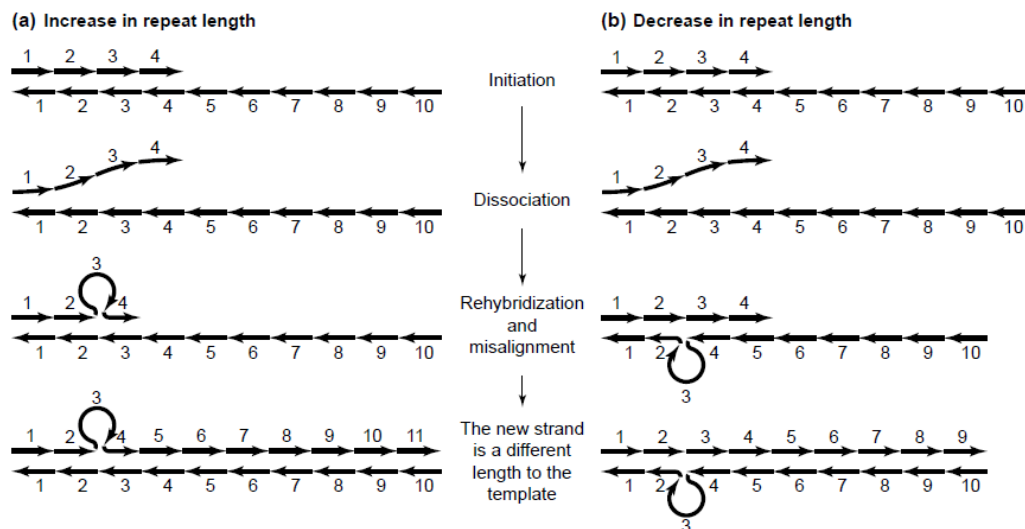 (a) Increase in repeat length
1 2 3 4
1 2 3 4 5 6 7 8 9 10
1 2 3 4
1 2 3 4 5 6 7 8 9 10
3
1 2 4
1 2 3 4 5 6 7 8 9 10
3
1 2 4 5 6 7 8 9 10 11
1 2 3 4 5 6 7 8 9 10
Initiation
Dissociation
Rehybridization
and
misalignment
The new strand
is a different
length to the
template
(b) Decrease in repeat length
1 2 3 4
1 2 3 4 5 6 7 8 9 10
1 2 3 4
1 2 3 4 5 6 7 8 9 10
1 2 3 4
1 2 4 5 6 7 8 9 10
3
1 2 3 4 5 6 7 8 9
1 2 4 5 6 7 8 9 10
3